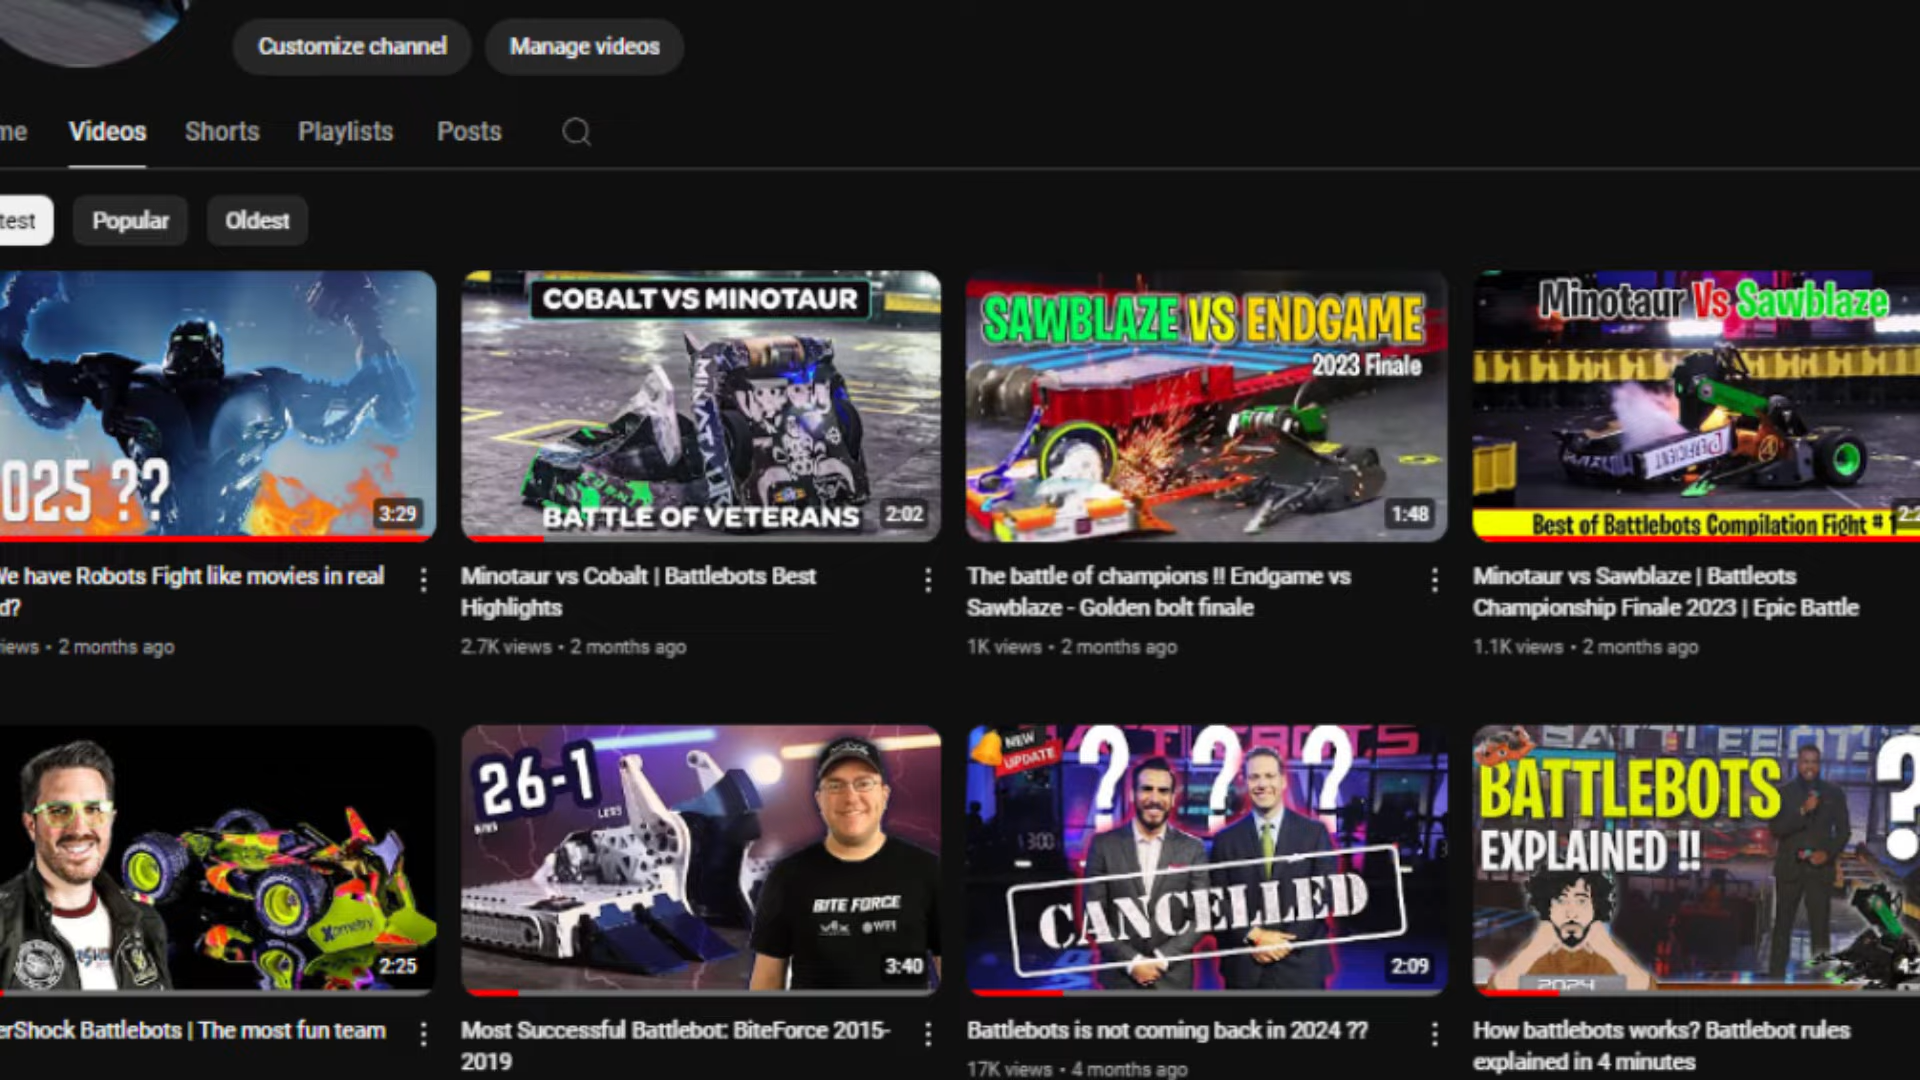 Customize channel
Manage videos
me
Videos
Shorts
Playlists
Posts
test
Popular
Oldest
025 ??
3:29
COBALT VS MINOTAUR
BATTLE OF VETERANS
2:02
SAWBLAZE VS ENDGAME
2023 Finale
1:48
Minotaur Vs Sawblaze
Best of Battlebots Compilation Fight # 1
We have Robots Fight like movies in real
d?
iews • 2 months ago
Minotaur vs Cobalt | Battlebots Best
Highlights
2.7K views • 2 months ago
The battle of champions !! Endgame vs
Sawblaze - Golden bolt finale
1K views • 2 months ago
Minotaur vs Sawblaze | Battleots
Championship Finale 2023 | Epic Battle
1.1K views • 2 months ago
Xometry
2:25
26-1
BITE FORCE
3:40
NEW
UPDATE
? ? ?
CANCELLED
2:09
BATTLEBOTS
EXPLAINED !!
?
2024
erShock Battlebots | The most fun team
Most Successful Battlebot: BiteForce 2015-
2019
Battlebots is not coming back in 2024 ??
17K views • 4 months ago
How battlebots works? Battlebot rules
explained in 4 minutes